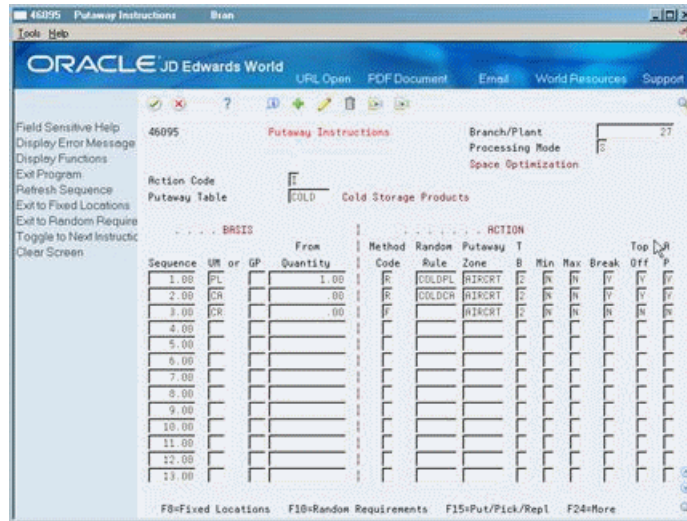 46095 Putaway Instructions Bran
Tools Help
ORACLE JD Edwards World
URL Open PDF Document Email World Resources Support
Field Sensitive Help
Display Error Message
Display Functions
Exit Program
Refresh Sequence
Exit to Fixed Locations
Exit to Random Require
Toggle to Next Instructic
Clear Screen
46095 Putaway Instructions Branch/Plant 27
Processing Mode S
Space Optimization
Action Code I
Putaway Table COLD Cold Storage Products
. . . . BASIS . . . . . . . ACTION
From Method Random Putaway T Top R
Sequence UM or GP Quantity Code Rule Zone B Min Max Break Off P
1.00 PL 1.00 R COLDPL AIRCRT 2 N N Y Y Y
2.00 CA .00 R COLDCA AIRCRT 2 N N Y Y Y
3.00 CR .00 F AIRCRT 2 N N N N N
4.00
5.00
6.00
7.00
8.00
9.00
10.00
11.00
12.00
13.00
F8=Fixed Locations F10=Random Requirements F15=Put/Pick/Repl F24=More